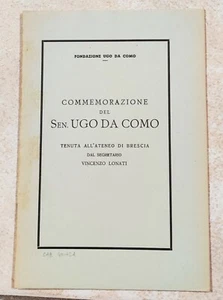 FONDAZIONE UGO DA COMO
COMMEMORAZIONE
DEL
SEN. UGO DA COMO
TENUTA ALL'ATENEO DI BRESCIA
DAL SEGRETARIO
VINCENZO LONATI